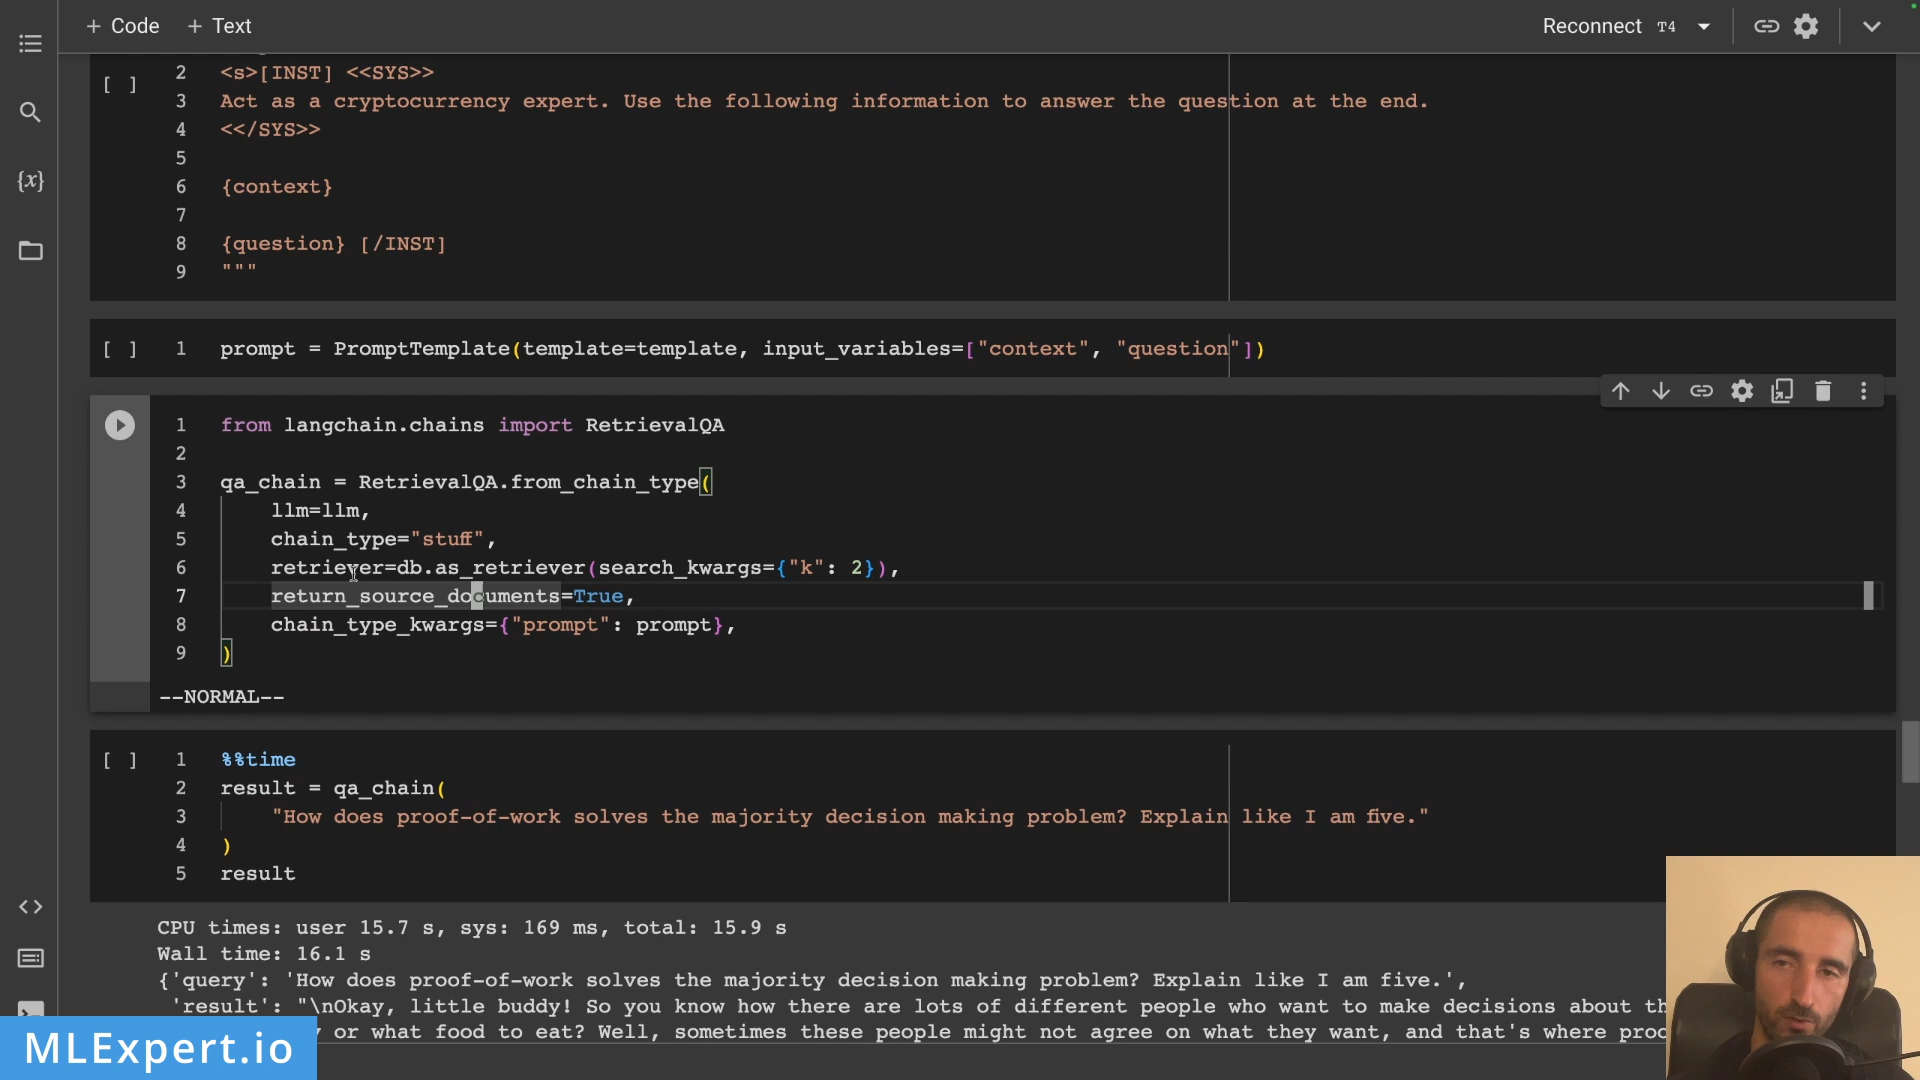 + Code + Text
Reconnect T4
2 <s>[INST] <<SYS>>
[ ]
3 Act as a cryptocurrency expert. Use the following information to answer the question at the end.
4 <</SYS>>
5
6 {context}
7
8 {question} [/INST]
9 """
[ ] 1 prompt = PromptTemplate(template=template, input_variables=["context", "question"])
1 from langchain.chains import RetrievalQA
2
3 qa_chain = RetrievalQA.from_chain_type(
4 llm=llm,
5 chain_type="stuff",
6 retriever=db.as_retriever(search_kwargs={"k": 2}),
7 return_source_documents=True,
8 chain_type_kwargs={"prompt": prompt},
9 )
--NORMAL--
[ ] 1 %%time
2 result = qa_chain(
3 "How does proof-of-work solves the majority decision making problem? Explain like I am five."
4 )
5 result
CPU times: user 15.7 s, sys: 169 ms, total: 15.9 s
Wall time: 16.1 s
{'query': 'How does proof-of-work solves the majority decision making problem? Explain like I am five.',
'result': "\nOkay, little buddy! So you know how there are lots of different people who want to make decisions about th
y or what food to eat? Well, sometimes these people might not agree on what they want, and that's where proo
MLExpert.io